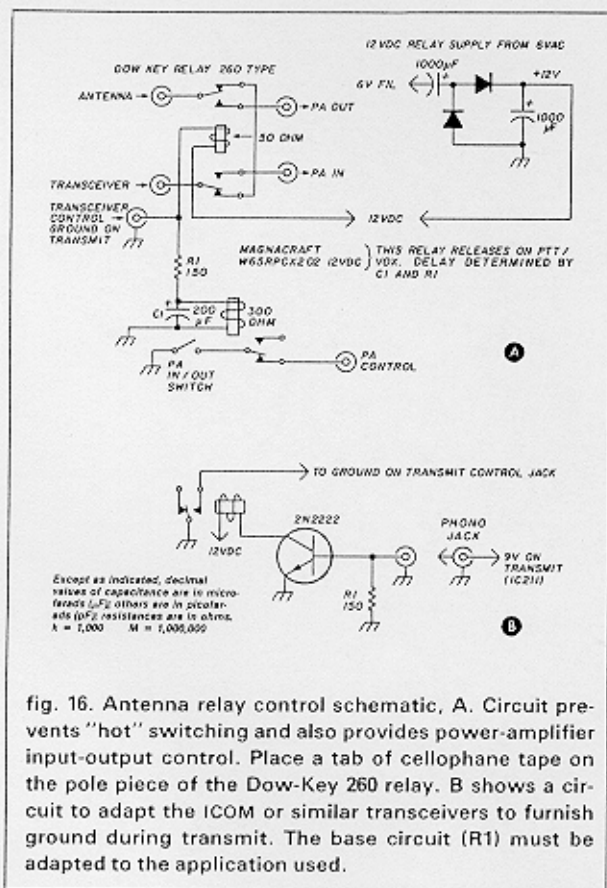 12VDC RELAY SUPPLY FROM 6VAC
DOW KEY RELAY 260 TYPE
1000µF
+
6V FIL.
+12V
+
1000
µF
ANTENNA
PA OUT
50 OHM
PA IN
TRANSCEIVER
TRANSCEIVER
CONTROL
GROUND ON
TRANSMIT
12VDC
R1
150
MAGNACRAFT
W65RPCX202 12VDC
THIS RELAY RELEASES ON PTT/
VOX. DELAY DETERMINED BY
C1 AND R1
+
C1
200
µF
300
OHM
PA
IN/OUT
SWITCH
PA
CONTROL
A
TO GROUND ON TRANSMIT CONTROL JACK
12VDC
2N2222
PHONO
JACK
9V ON
TRANSMIT
(IC211)
R1
150
B
Except as indicated, decimal
values of capacitance are in micro-
farads (µF); others are in picofar-
ads (pF); resistances are in ohms.
k = 1,000 M = 1,000,000
fig. 16. Antenna relay control schematic, A. Circuit pre-
vents "hot" switching and also provides power-amplifier
input-output control. Place a tab of cellophane tape on
the pole piece of the Dow-Key 260 relay. B shows a cir-
cuit to adapt the ICOM or similar transceivers to furnish
ground during transmit. The base circuit (R1) must be
adapted to the application used.